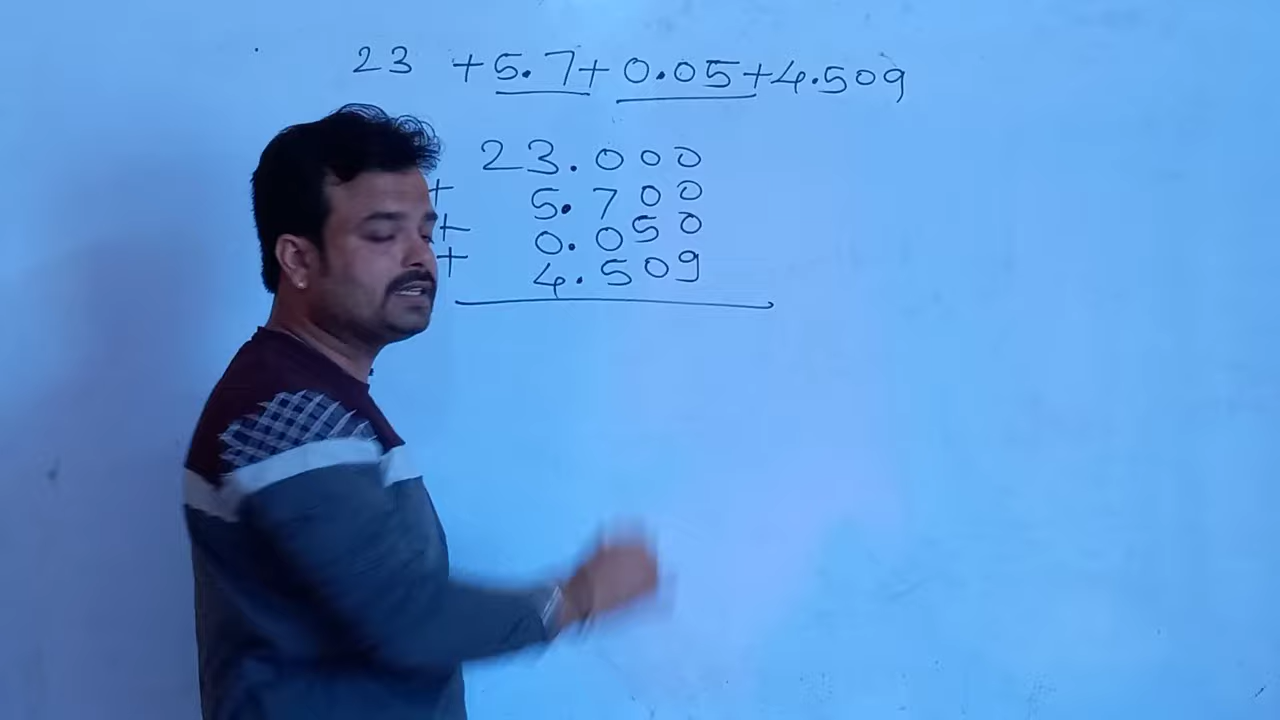 23 +5.7+ 0.05+4.509
23.000
+ 5.700
+ 0.050
+ 4.509